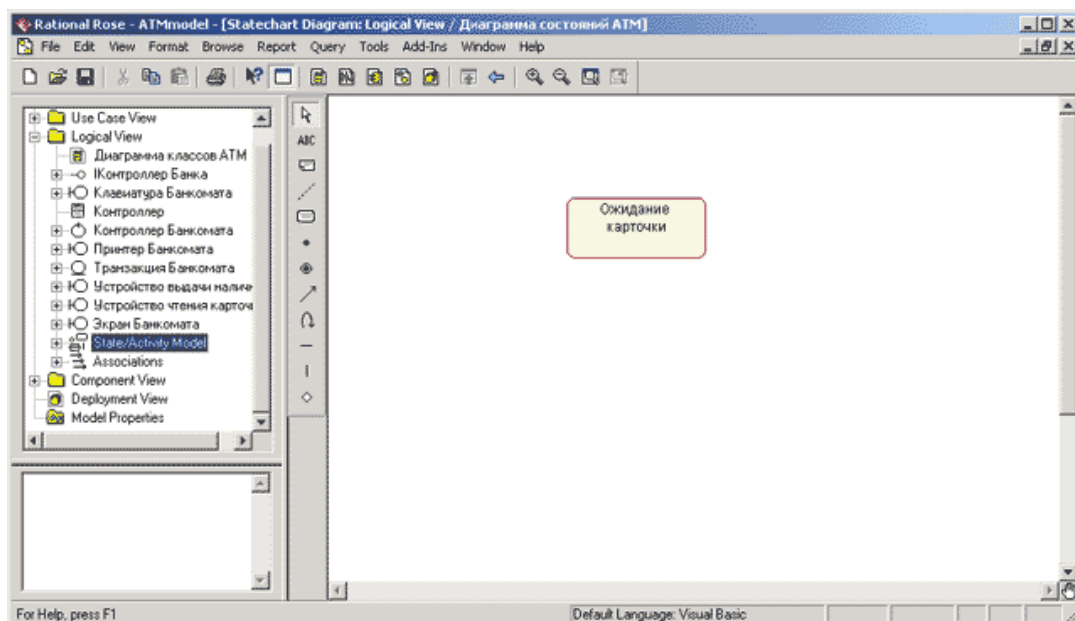 Rational Rose - ATMmodel - [Statechart Diagram: Logical View / Диаграмма состояний ATM]
File Edit View Format Browse Report Query Tools Add-Ins Window Help
Use Case View
Logical View
Диаграмма классов ATM
IКонтроллер Банка
Клавиатура Банкомата
Контроллер
Контроллер Банкомата
Принтер Банкомата
Транзакция Банкомата
Устройство выдачи налич
Устройство чтения карточ
Экран Банкомата
State/Activity Model
Associations
Component View
Deployment View
Model Properties
ABC
Ожидание
карточки
For Help, press F1
Default Language: Visual Basic